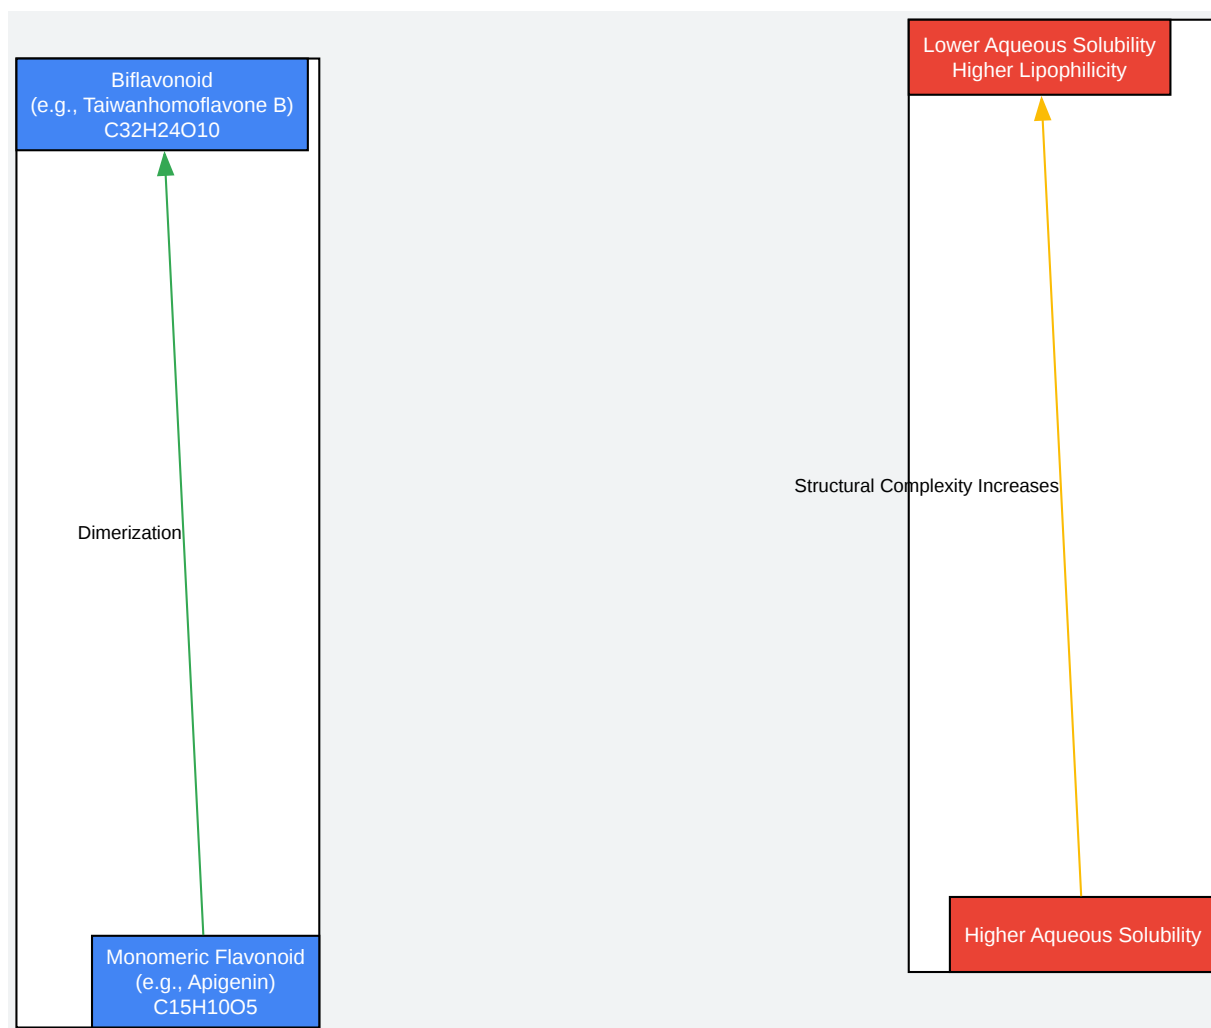 Biflavonoid
(e.g., Taiwanhomoflavone B)
C32H24O10
Dimerization
Monomeric Flavonoid
(e.g., Apigenin)
C15H10O5
Lower Aqueous Solubility
Higher Lipophilicity
Structural Complexity Increases
Higher Aqueous Solubility